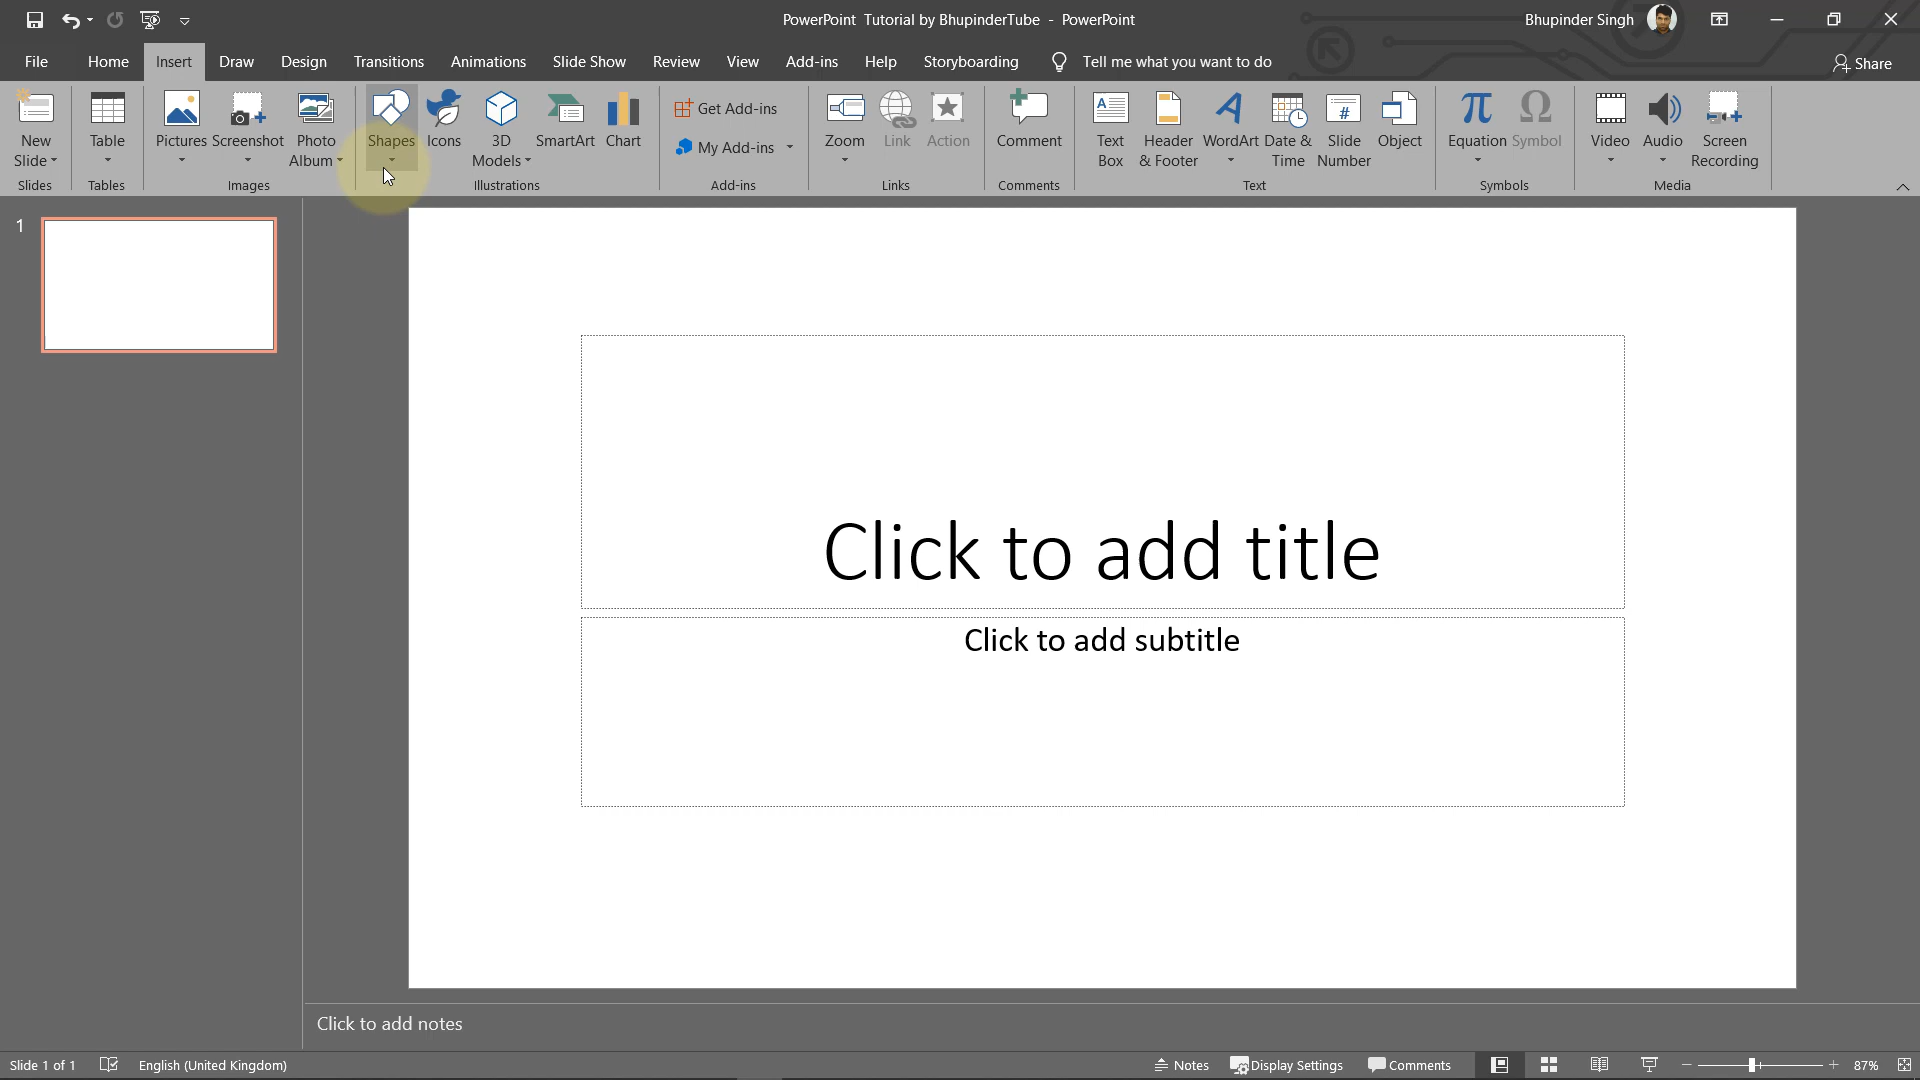 PowerPoint Tutorial by BhupinderTube - PowerPoint
Bhupinder Singh
File Home Insert Draw Design Transitions Animations Slide Show Review View Add-ins Help Storyboarding Tell me what you want to do Share
New Slide
Slides
Table
Tables
Pictures Screenshot Photo Album
Images
Shapes Icons 3D Models SmartArt Chart
Illustrations
Get Add-ins
My Add-ins
Add-ins
Zoom Link Action
Links
Comment
Comments
Text Box Header & Footer WordArt Date & Time Slide Number Object
Text
Equation Symbol
Symbols
Video Audio Screen Recording
Media
1
Click to add title
Click to add subtitle
Click to add notes
Slide 1 of 1 English (United Kingdom) Notes Display Settings Comments 87%